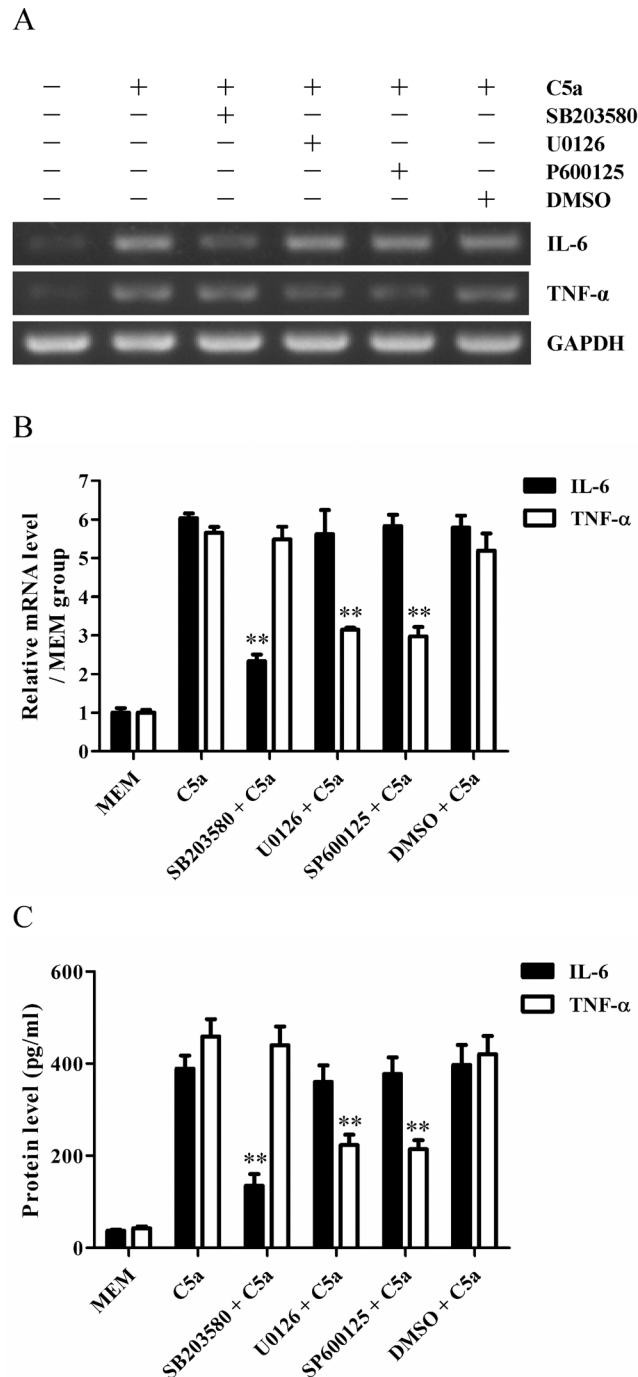 A
− + + + + + C5a
− − + − − − SB203580
− − − + − − U0126
− − − − + − P600125
− − − − − + DMSO
IL-6
TNF-α
GAPDH
B
Relative mRNA level
/ MEM group
7
6
5
4
3
2
1
0
IL-6
TNF-α
**
**
**
MEM
C5a
SB203580 + C5a
U0126 + C5a
SP600125 + C5a
DMSO + C5a
C
Protein level (pg/ml)
600
400
200
0
IL-6
TNF-α
**
**
**
MEM
C5a
SB203580 + C5a
U0126 + C5a
SP600125 + C5a
DMSO + C5a